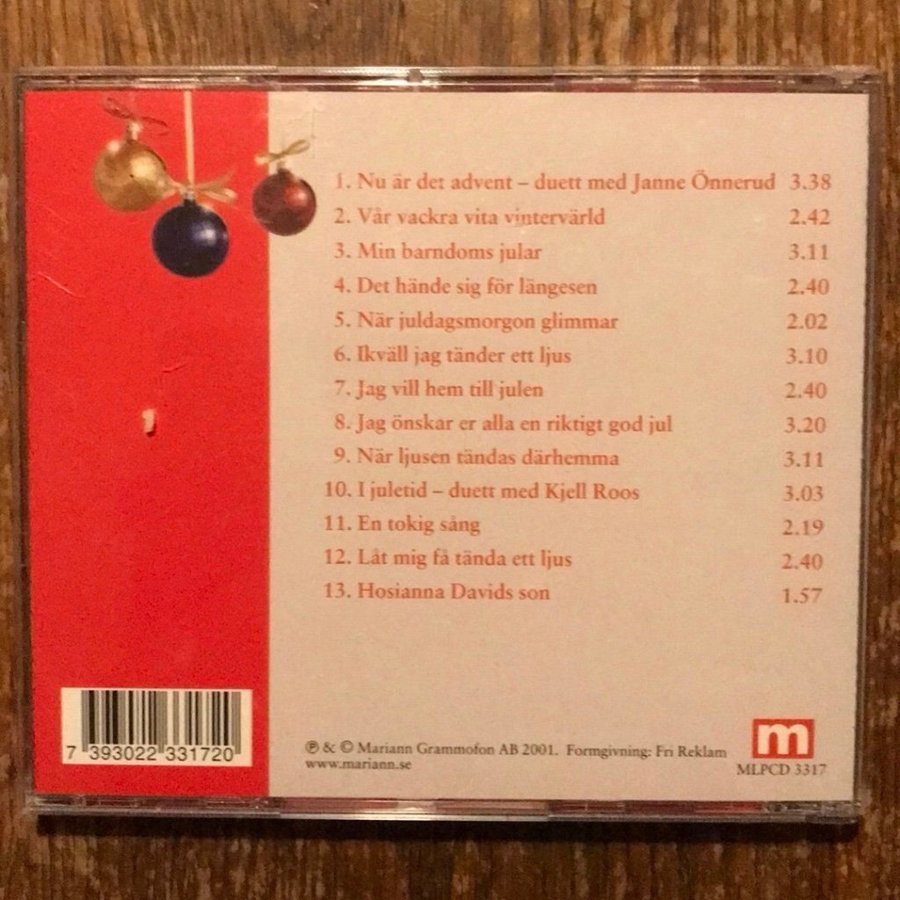 1. Nu är det advent – duett med Janne Önnerud 3.38
2. Vår vackra vita vintervärld 2.42
3. Min barndoms jular 3.11
4. Det hände sig för längesen 2.40
5. När juldagsmorgon glimmar 2.02
6. Ikväll jag tänder ett ljus 3.10
7. Jag vill hem till julen 2.40
8. Jag önskar er alla en riktigt god jul 3.20
9. När ljusen tändas därhemma 3.11
10. I juletid – duett med Kjell Roos 3.03
11. En tokig sång 2.19
12. Låt mig få tända ett ljus 2.40
13. Hosianna Davids son 1.57
7 393022 331720
℗ & © Mariann Grammofon AB 2001. Formgivning: Fri Reklam
www.mariann.se
m
MLPCD 3317